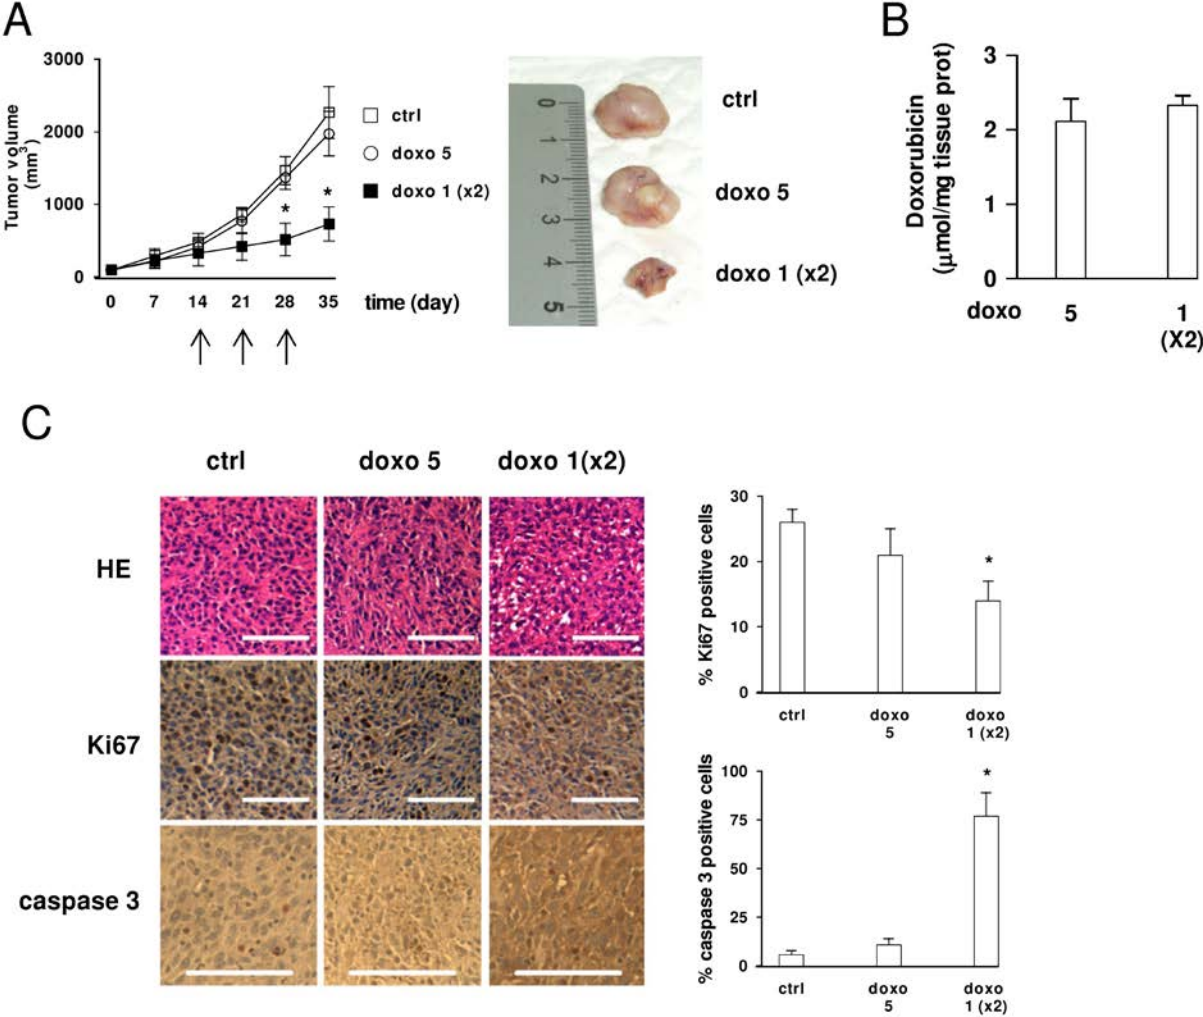 A
3000
2000
1000
0
Tumor volume
(mm3)
0 7 14 21 28 35 time (day)
* *
ctrl
doxo 5
doxo 1 (x2)
0
1
2
3
4
5
ctrl
doxo 5
doxo 1 (x2)
B
3
2
1
0
Doxorubicin
(μmol/mg tissue prot)
doxo 5 1
(X2)
C
ctrl doxo 5 doxo 1(x2)
HE
Ki67
caspase 3
30
20
10
0
% Ki67 positive cells
*
ctrl doxo doxo
5 1 (x2)
100
75
50
25
0
% caspase 3 positive cells
*
ctrl doxo doxo
5 1 (x2)